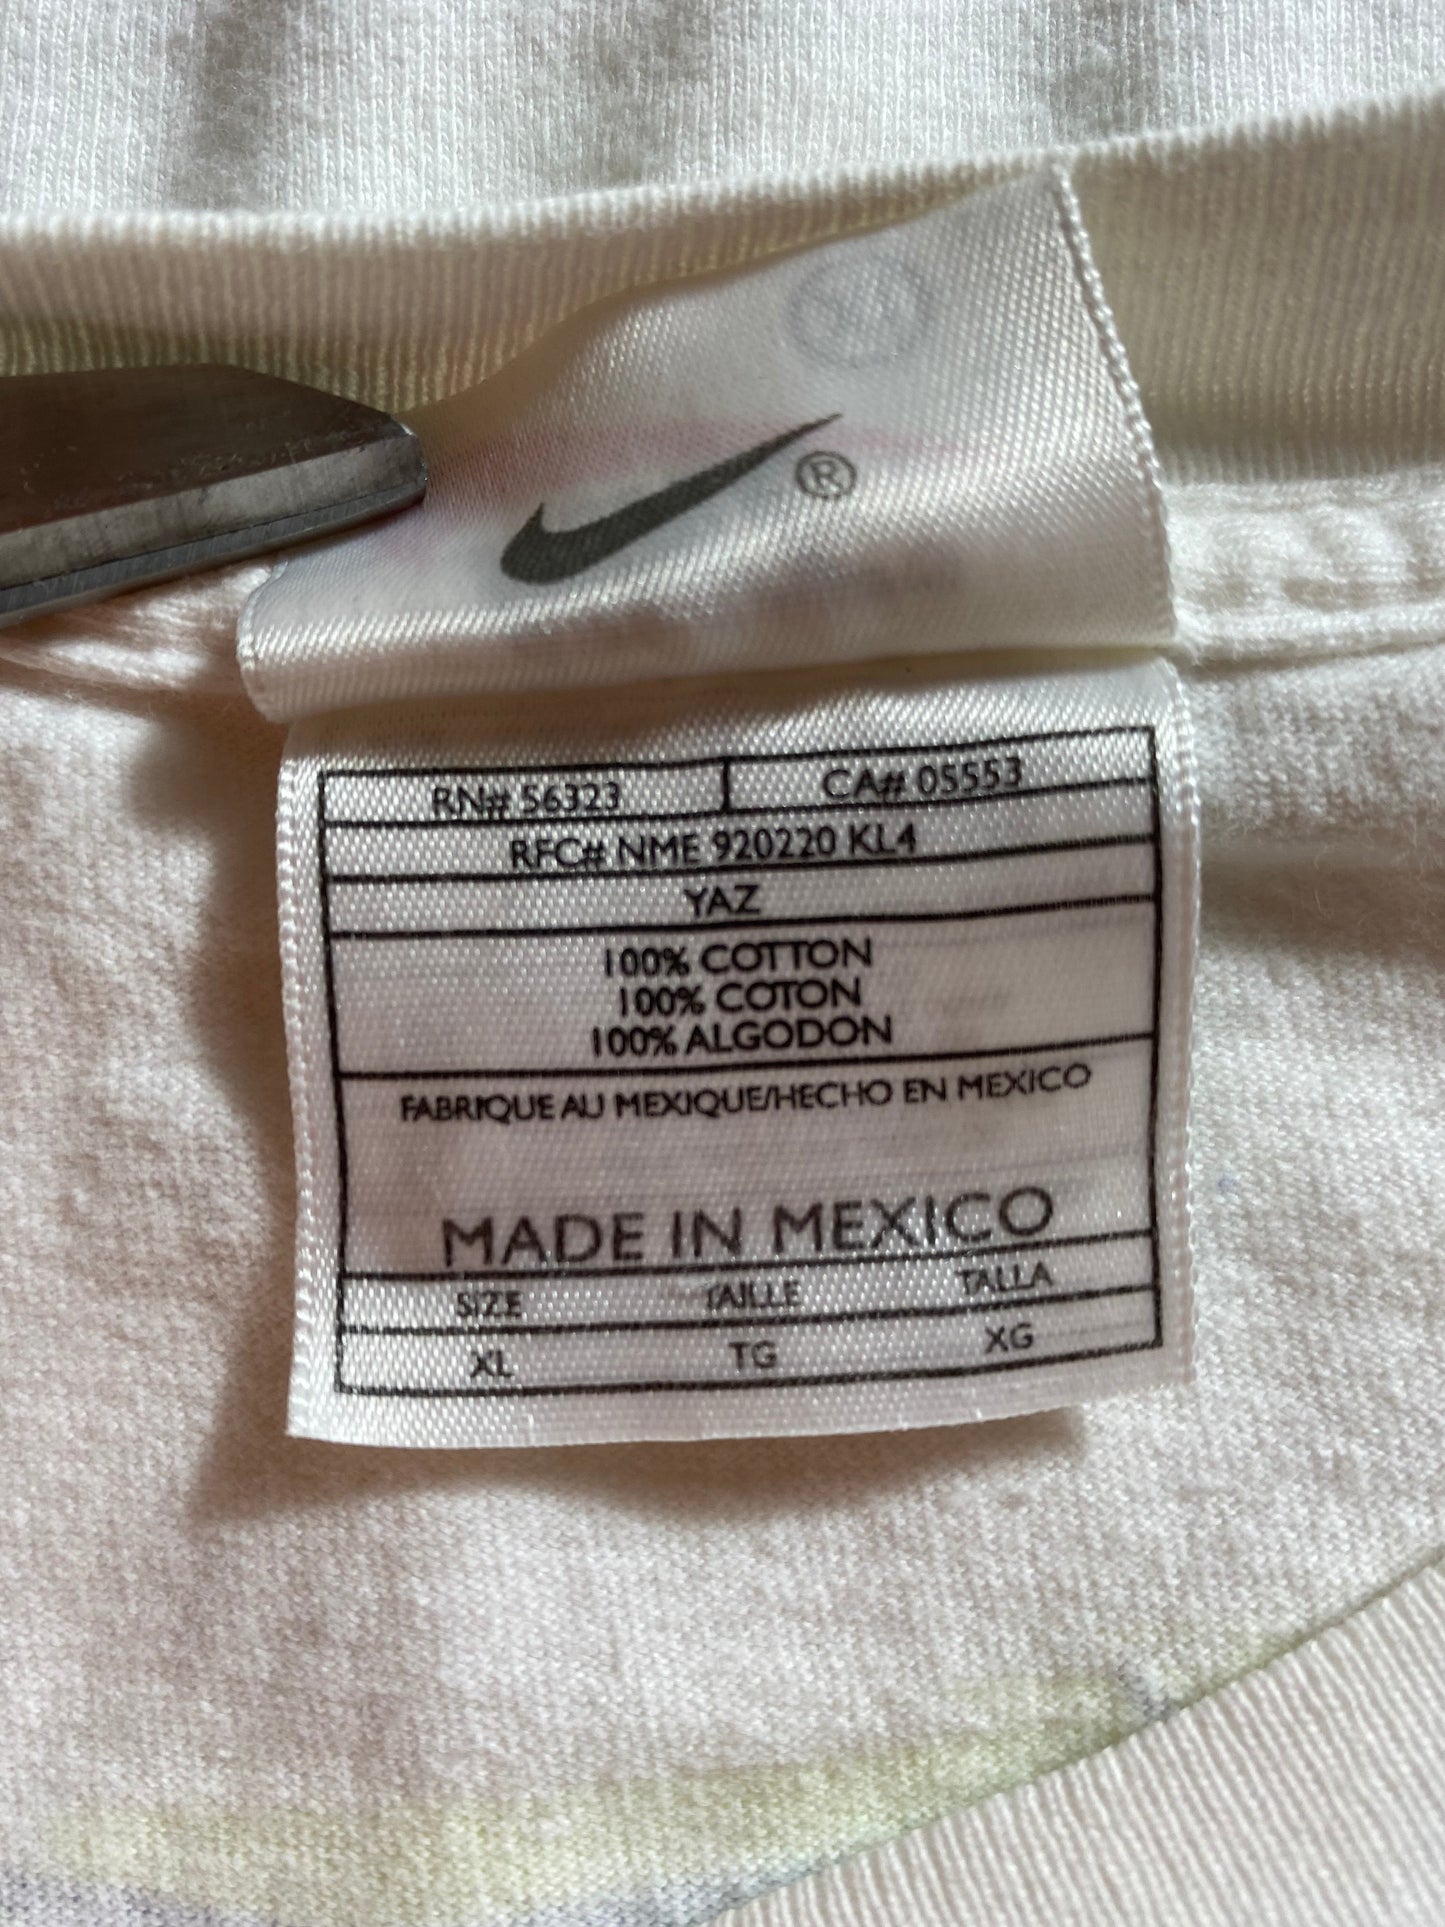 ®
RN# 56323 CA# 05553
RFC# NME 920220 KL4
YAZ
100% COTTON
100% COTON
100% ALGODON
FABRIQUE AU MEXIQUE/HECHO EN MEXICO
MADE IN MEXICO
SIZE TAILLE TALLA
XL TG XG